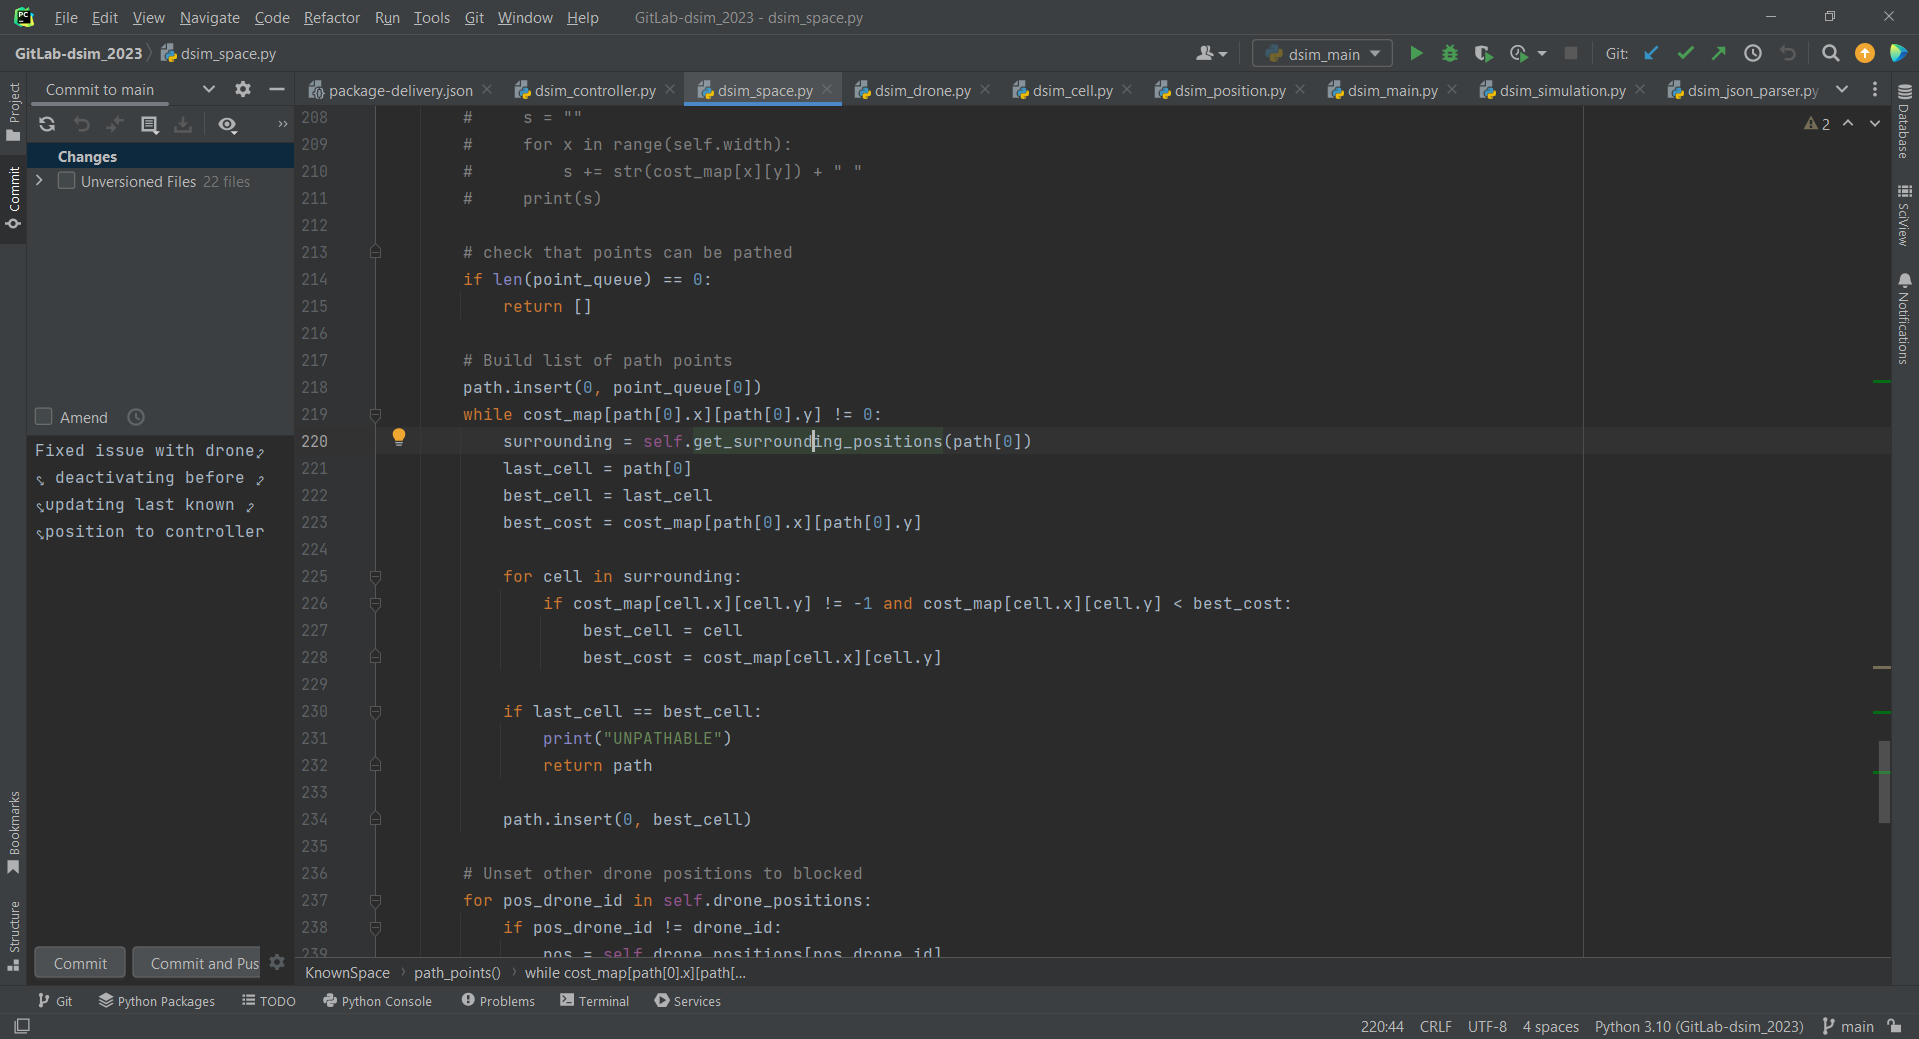 File Edit View Navigate Code Refactor Run Tools Git Window Help GitLab-dsim_2023 - dsim_space.py
GitLab-dsim_2023 dsim_space.py
dsim_main Git:
Commit to main
package-delivery.json dsim_controller.py dsim_space.py dsim_drone.py dsim_cell.py dsim_position.py dsim_main.py dsim_simulation.py dsim_json_parser.py
Project
Commit
Bookmarks
Structure
Changes
Unversioned Files 22 files
Amend
Fixed issue with drone
deactivating before
updating last known
position to controller
Commit Commit and Pus
208 # s = ""
209 # for x in range(self.width):
210 # s += str(cost_map[x][y]) + " "
211 # print(s)
212
213 # check that points can be pathed
214 if len(point_queue) == 0:
215 return []
216
217 # Build list of path points
218 path.insert(0, point_queue[0])
219 while cost_map[path[0].x][path[0].y] != 0:
220 surrounding = self.get_surrounding_positions(path[0])
221 last_cell = path[0]
222 best_cell = last_cell
223 best_cost = cost_map[path[0].x][path[0].y]
224
225 for cell in surrounding:
226 if cost_map[cell.x][cell.y] != -1 and cost_map[cell.x][cell.y] < best_cost:
227 best_cell = cell
228 best_cost = cost_map[cell.x][cell.y]
229
230 if last_cell == best_cell:
231 print("UNPATHABLE")
232 return path
233
234 path.insert(0, best_cell)
235
236 # Unset other drone positions to blocked
237 for pos_drone_id in self.drone_positions:
238 if pos_drone_id != drone_id:
239 pos = self.drone_positions[pos_drone_id]
2
Database
SciView
Notifications
KnownSpace path_points() while cost_map[path[0].x][path[...
Git Python Packages TODO Python Console Problems Terminal Services
220:44 CRLF UTF-8 4 spaces Python 3.10 (GitLab-dsim_2023) main